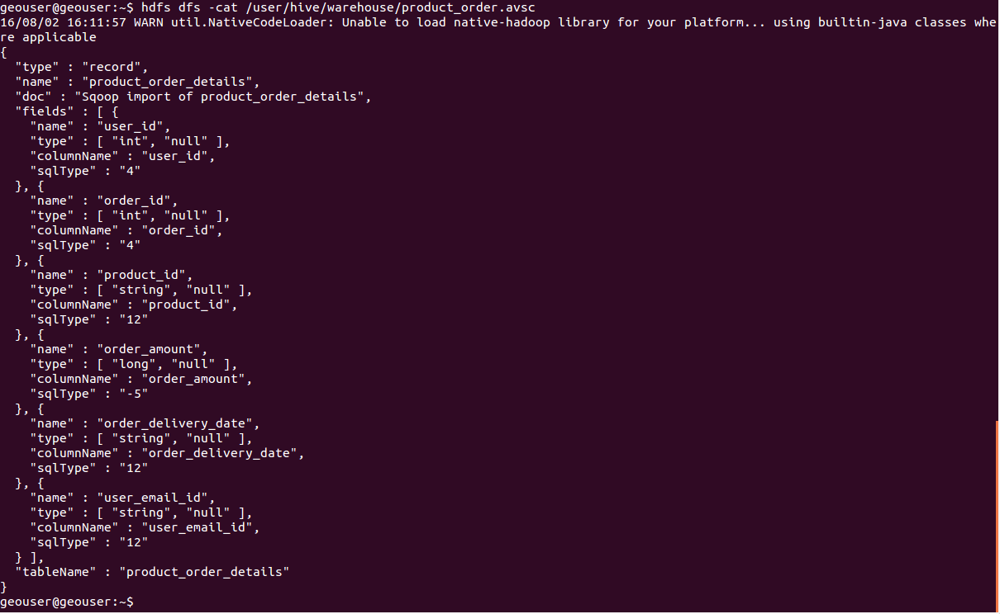 geouser@geouser:~$ hdfs dfs -cat /user/hive/warehouse/product_order.avsc
16/08/02 16:11:57 WARN util.NativeCodeLoader: Unable to load native-hadoop library for your platform... using builtin-java classes whe
re applicable
{
  "type" : "record",
  "name" : "product_order_details",
  "doc" : "Sqoop import of product_order_details",
  "fields" : [ {
    "name" : "user_id",
    "type" : [ "int", "null" ],
    "columnName" : "user_id",
    "sqlType" : "4"
  }, {
    "name" : "order_id",
    "type" : [ "int", "null" ],
    "columnName" : "order_id",
    "sqlType" : "4"
  }, {
    "name" : "product_id",
    "type" : [ "string", "null" ],
    "columnName" : "product_id",
    "sqlType" : "12"
  }, {
    "name" : "order_amount",
    "type" : [ "long", "null" ],
    "columnName" : "order_amount",
    "sqlType" : "-5"
  }, {
    "name" : "order_delivery_date",
    "type" : [ "string", "null" ],
    "columnName" : "order_delivery_date",
    "sqlType" : "12"
  }, {
    "name" : "user_email_id",
    "type" : [ "string", "null" ],
    "columnName" : "user_email_id",
    "sqlType" : "12"
  } ],
  "tableName" : "product_order_details"
}
geouser@geouser:~$